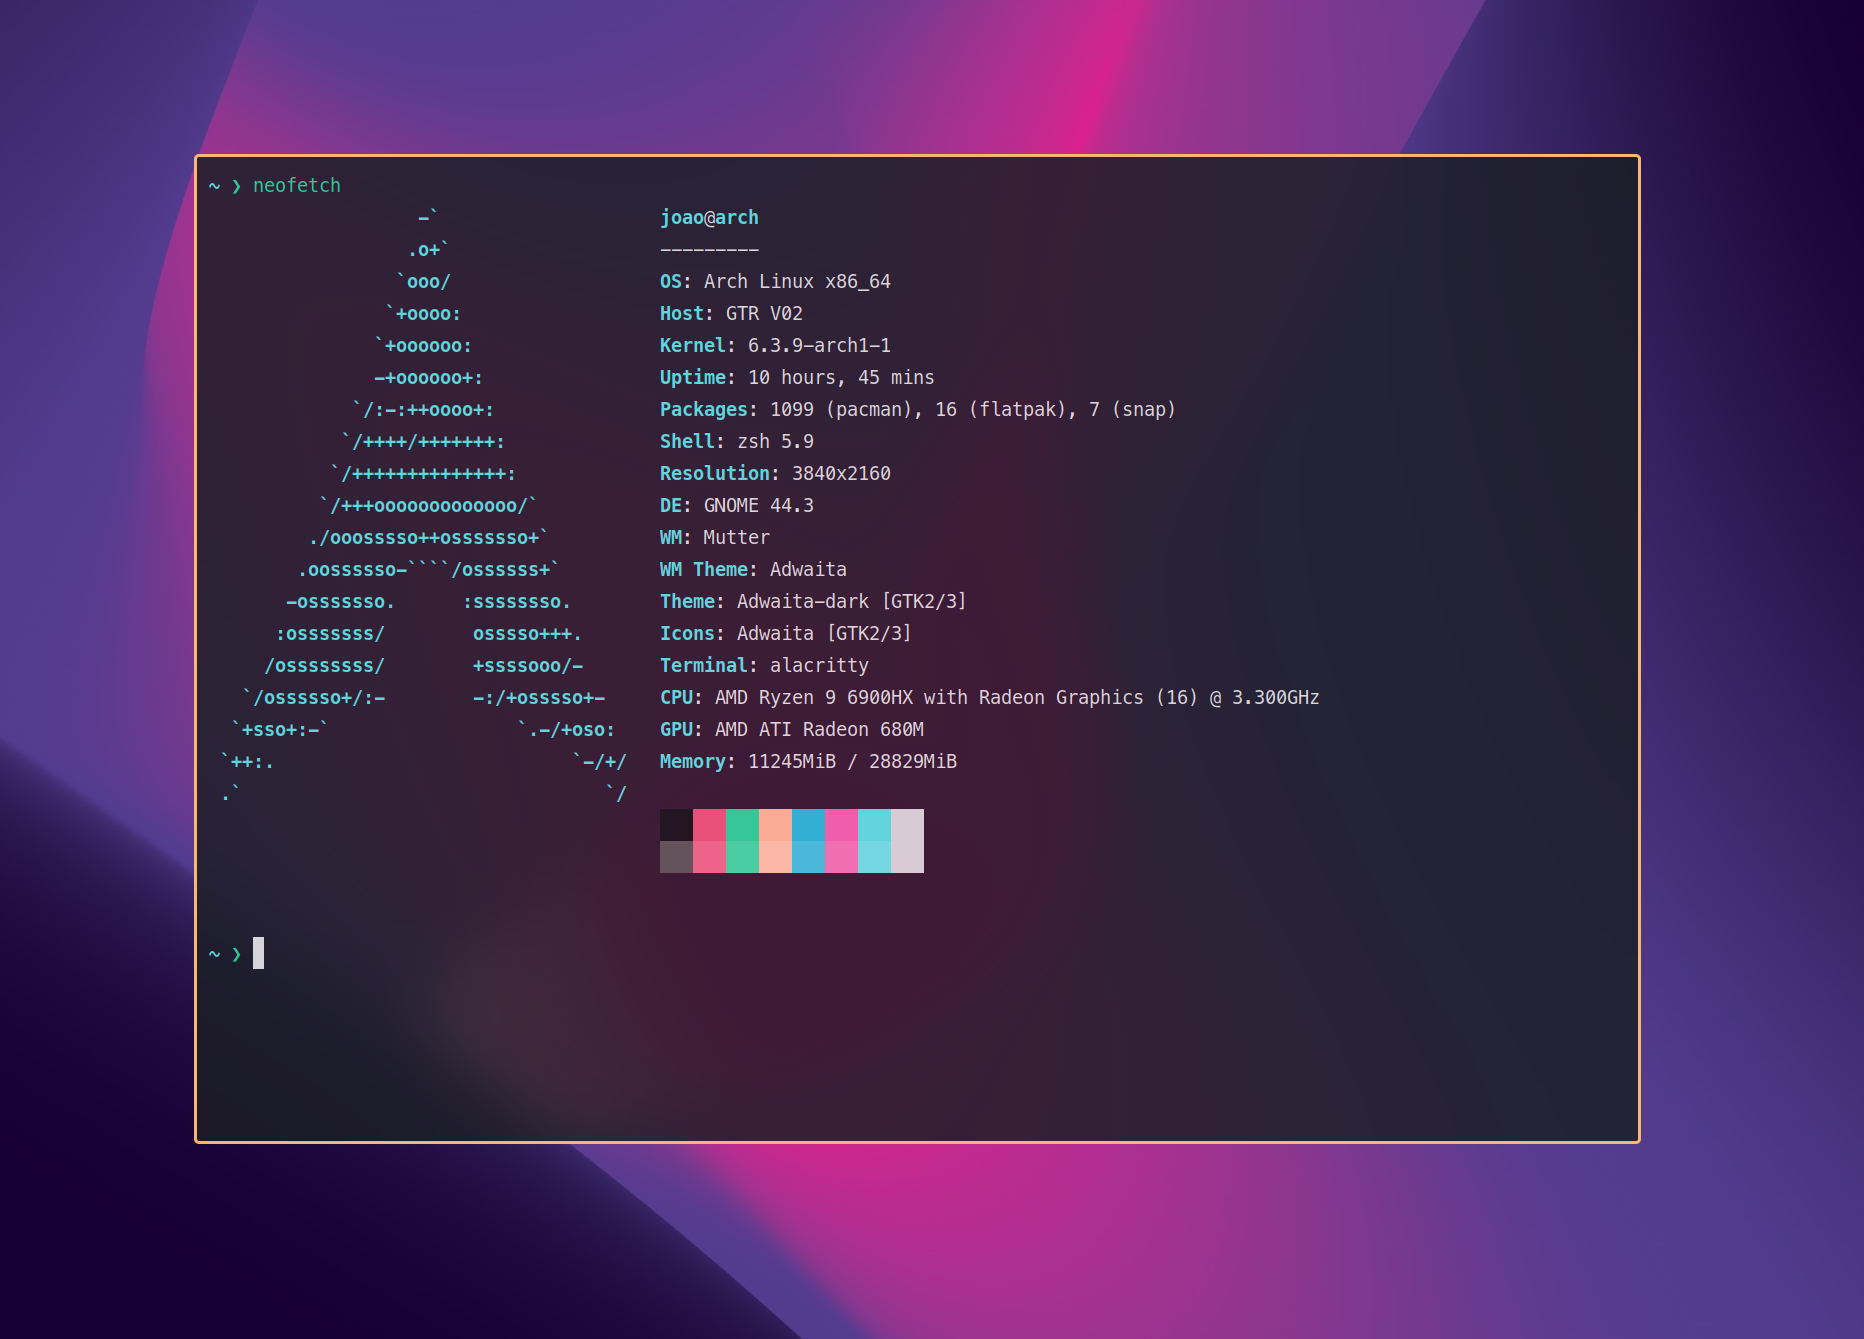 ~ ❯ neofetch
                   -`                    joao@arch
                  .o+`                   ---------
                 `ooo/                   OS: Arch Linux x86_64
                `+oooo:                  Host: GTR V02
               `+oooooo:                 Kernel: 6.3.9-arch1-1
               -+oooooo+:                Uptime: 10 hours, 45 mins
             `/:-:++oooo+:               Packages: 1099 (pacman), 16 (flatpak), 7 (snap)
            `/++++/+++++++:              Shell: zsh 5.9
           `/++++++++++++++:             Resolution: 3840x2160
          `/+++ooooooooooooo/`           DE: GNOME 44.3
         ./ooosssso++osssssso+`          WM: Mutter
        .oossssso-````/ossssss+`         WM Theme: Adwaita
       -osssssso.      :ssssssso.        Theme: Adwaita-dark [GTK2/3]
      :osssssss/        osssso+++.       Icons: Adwaita [GTK2/3]
     /ossssssss/        +ssssooo/-       Terminal: alacritty
   `/ossssso+/:-        -:/+osssso+-     CPU: AMD Ryzen 9 6900HX with Radeon Graphics (16) @ 3.300GHz
  `+sso+:-`                 `.-/+oso:    GPU: AMD ATI Radeon 680M
 `++:.                           `-/+/   Memory: 11245MiB / 28829MiB
 .`                                 `/
~ ❯